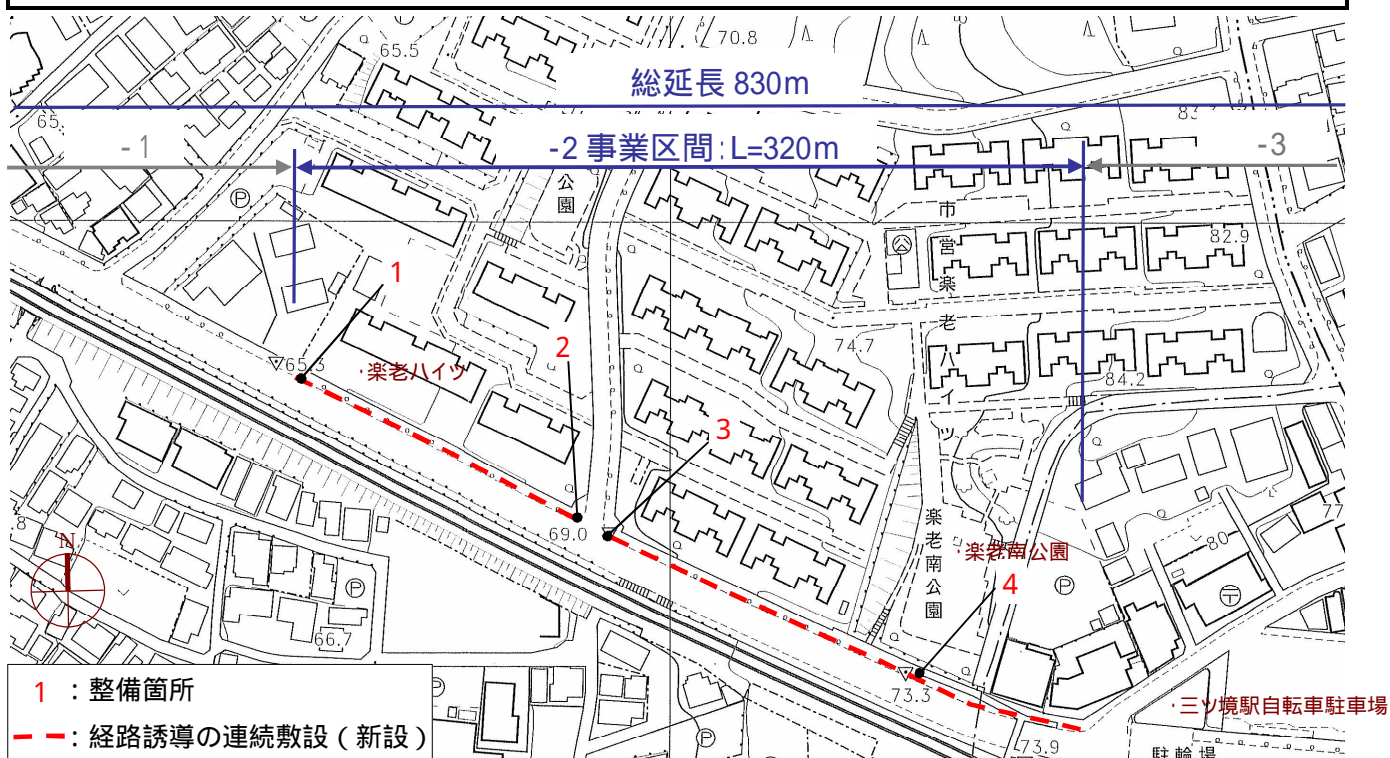 70.8
65.5
総延長 830m
65.
83
- 1
-2 事業区間:L=320m
-3
公園
Ⓟ
市営楽老ハイツ
82.9
1
2
65.3
・楽老ハイツ
74.7
84.2
3
69.0
楽老南公園
・楽老南公園
4
Ⓟ
77
80
N
Ⓟ
66.7
73.3
・三ツ境駅自転車駐車場
73.9
駐輪場
Ⓟ
1 :整備箇所
:経路誘導の連続敷設(新設)